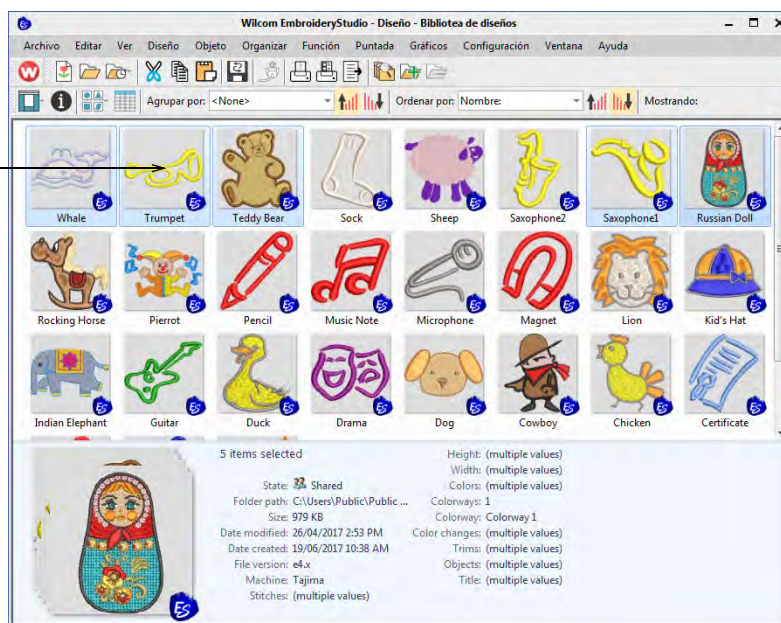 Wilcom EmbroideryStudio - Diseño - Bibliotea de diseños
Archivo Editar Ver Diseño Objeto Organizar Función Puntada Gráficos Configuración Ventana Ayuda
Agrupar por: <None> Ordenar por: Nombre: Mostrando:
Whale Trumpet Teddy Bear Sock Sheep Saxophone2 Saxophone1 Russian Doll
Rocking Horse Pierrot Pencil Music Note Microphone Magnet Lion Kid's Hat
Indian Elephant Guitar Duck Drama Dog Cowboy Chicken Certificate
5 items selected
State: Shared
Folder path: C:\Users\Public\Public ...
Size: 979 KB
Date modified: 26/04/2017 2:53 PM
Date created: 19/06/2017 10:38 AM
File version: e4.x
Machine: Tajima
Stitches: (multiple values)
Height: (multiple values)
Width: (multiple values)
Colors: (multiple values)
Colorways: 1
Colorway: Colorway 1
Color changes: (multiple values)
Trims: (multiple values)
Objects: (multiple values)
Title: (multiple values)
ES